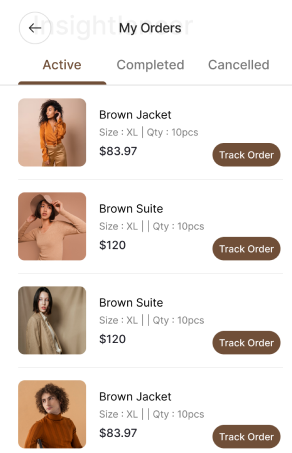 Insightlancer
My Orders
Active Completed Cancelled
Brown Jacket
Size : XL | Qty : 10pcs
$83.97
Track Order
Brown Suite
Size : XL | | Qty : 10pcs
$120
Track Order
Brown Suite
Size : XL | | Qty : 10pcs
$120
Track Order
Brown Jacket
Size : XL | | Qty : 10pcs
$83.97
Track Order